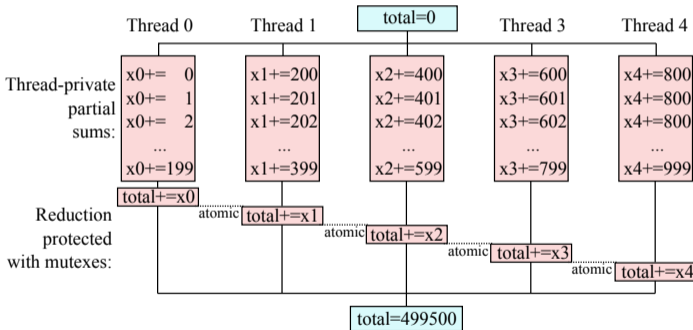 Thread 0 Thread 1 total=0 Thread 3 Thread 4
Thread-private
partial
sums:
x0+= 0 x1+=200 x2+=400 x3+=600 x4+=800
x0+= 1 x1+=201 x2+=401 x3+=601 x4+=800
x0+= 2 x1+=202 x2+=402 x3+=602 x4+=800
... ... ... ... ...
x0+=199 x1+=399 x2+=599 x3+=799 x4+=999
Reduction
protected
with mutexes:
total+=x0
atomic total+=x1
atomic total+=x2
atomic total+=x3
atomic total+=x4
total=499500